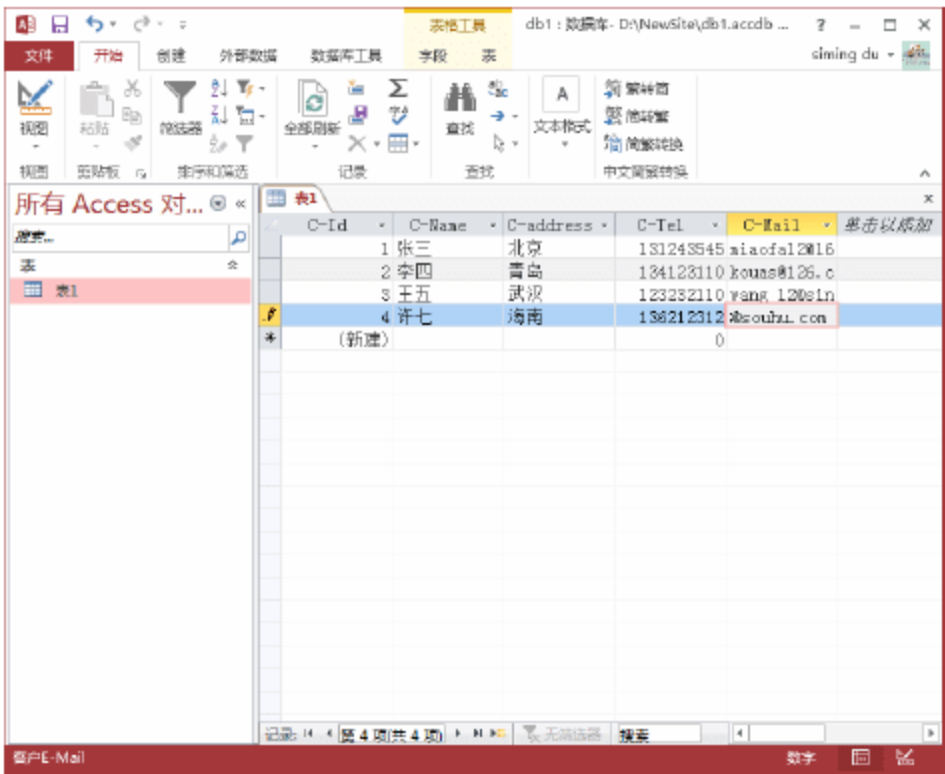 表格工具
db1 : 数据库- D:\NewSite\db1.accdb ...
文件 开始 创建 外部数据 数据库工具 字段 表
siming du
视图 粘贴 筛选器 全部刷新 查找 文本格式
繁转简
简转繁
简繁转换
视图 剪贴板 排序和筛选 记录 查找 中文简繁转换
所有 Access 对...
搜索...
表
表1
表1
C-Id C-Name C-address C-Tel C-Mail 单击以添加
1 张三 北京 131243545 miaofa12@16
2 李四 青岛 134123110 kouas@126.c
3 王五 武汉 123232110 wang_12@sin
4 许七 海南 136212312 @souhu.com
(新建) 0
记录: 第 4 项(共 4 项) 无筛选器 搜索
客户E-Mail
数字